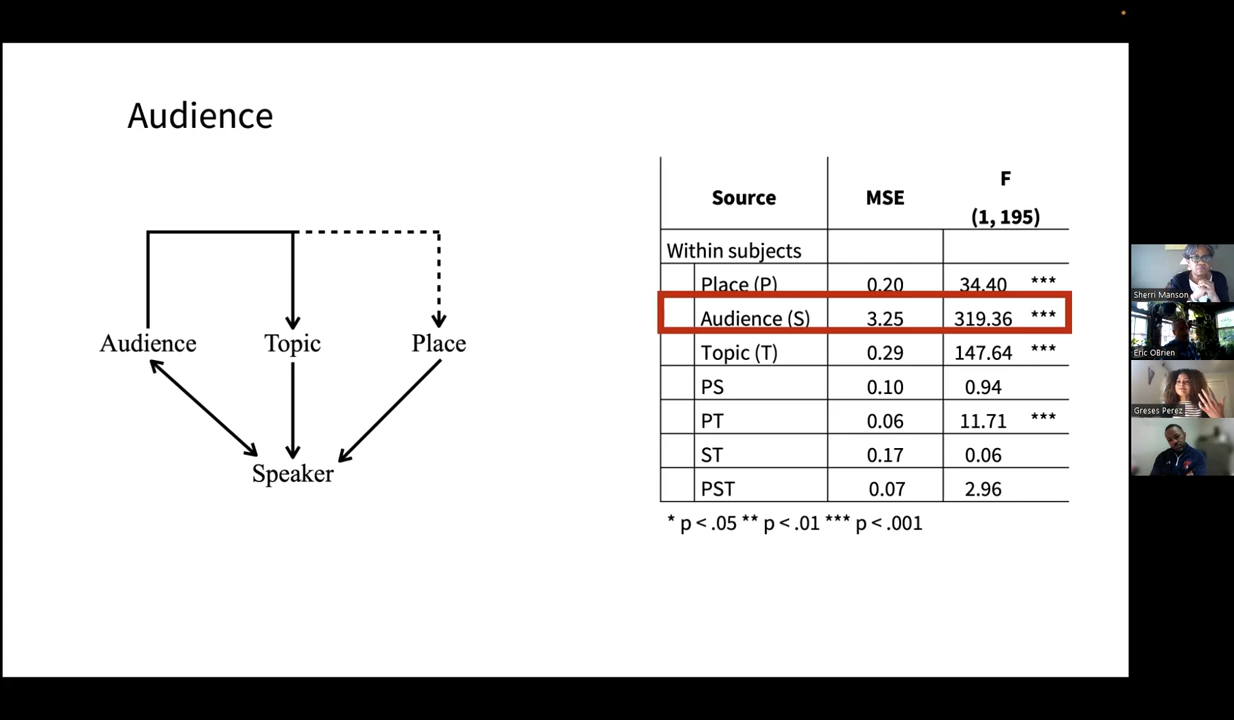 Audience
Audience
Topic
Place
Speaker
Source MSE F (1, 195)
Within subjects
Place (P) 0.20 34.40 ***
Audience (S) 3.25 319.36 ***
Topic (T) 0.29 147.64 ***
PS 0.10 0.94
PT 0.06 11.71 ***
ST 0.17 0.06
PST 0.07 2.96
* p < .05 ** p < .01 *** p < .001
Sherri Manson
Eric OBrien
Greses Perez